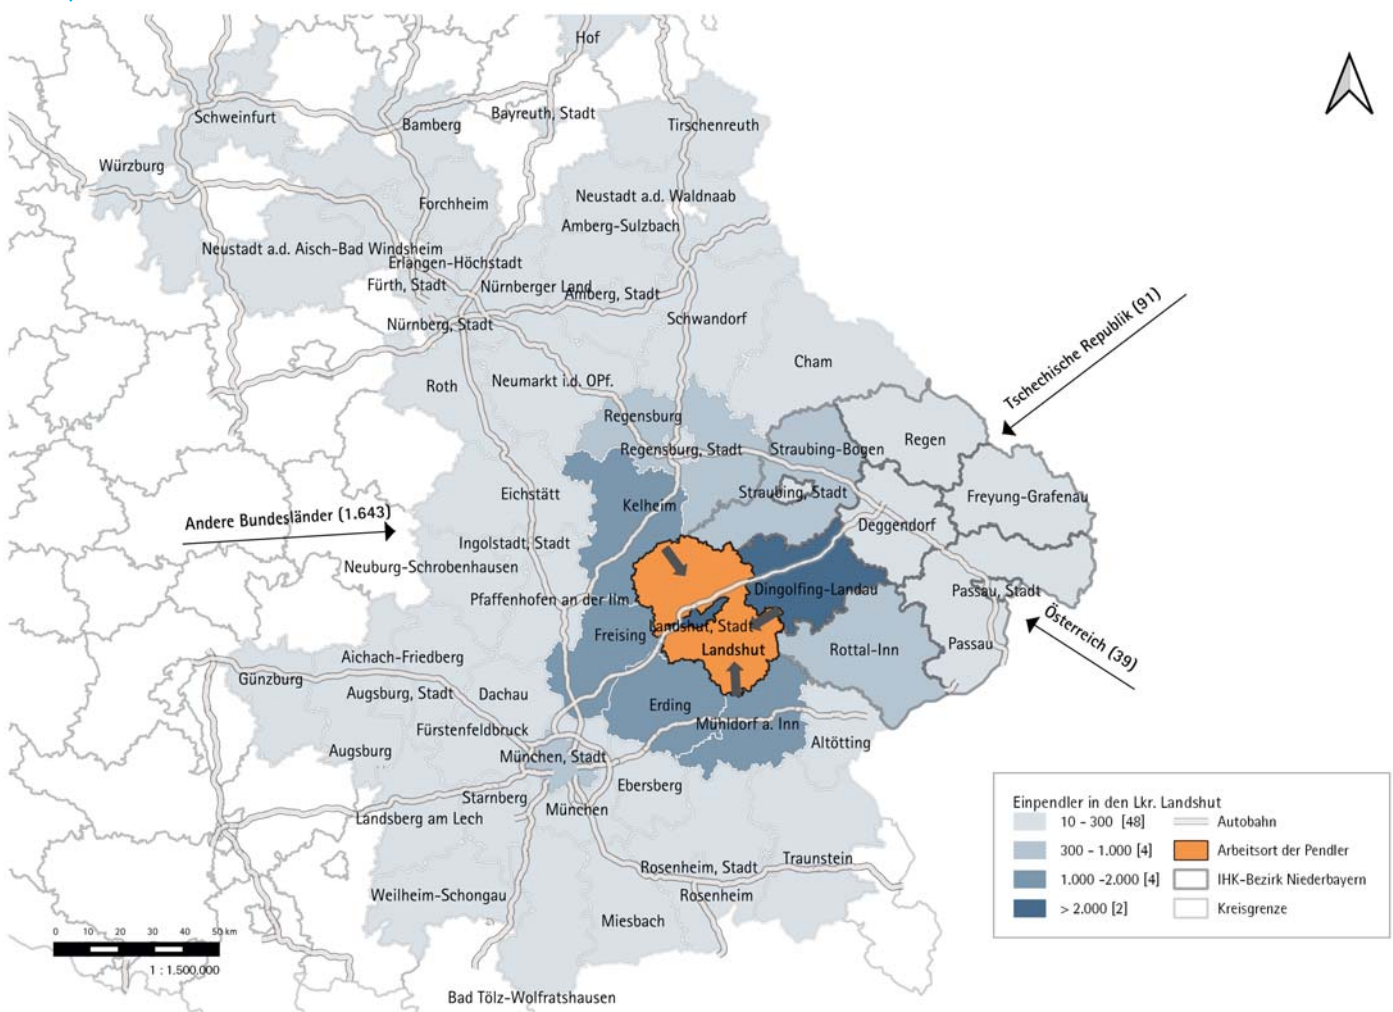 Hof
Schweinfurt
Bamberg
Bayreuth, Stadt
Tirschenreuth
Würzburg
Forchheim
Neustadt a.d. Waldnaab
Amberg-Sulzbach
Neustadt a.d. Aisch-Bad Windsheim
Erlangen-Höchstadt
Fürth, Stadt
Nürnberger Land
Amberg, Stadt
Nürnberg, Stadt
Schwandorf
Tschechische Republik (91)
Cham
Roth
Neumarkt i.d. OPf.
Regensburg
Regensburg, Stadt
Straubing-Bogen
Regen
Eichstätt
Kelheim
Straubing, Stadt
Freyung-Grafenau
Andere Bundesländer (1.643)
Deggendorf
Ingolstadt, Stadt
Neuburg-Schrobenhausen
Pfaffenhofen an der Ilm
Dingolfing-Landau
Passau, Stadt
Österreich (39)
Freising
Landshut, Stadt
Landshut
Rottal-Inn
Passau
Aichach-Friedberg
Günzburg
Augsburg, Stadt
Dachau
Erding
Mühldorf a. Inn
Fürstenfeldbruck
Altötting
Augsburg
München, Stadt
Ebersberg
Starnberg
München
Landsberg am Lech
Rosenheim, Stadt
Traunstein
Weilheim-Schongau
Rosenheim
Miesbach
Bad Tölz-Wolfratshausen
0 10 20 30 40 50 km
1 : 1.500.000
Einpendler in den Lkr. Landshut
10 - 300 [48] Autobahn
300 - 1.000 [4] Arbeitsort der Pendler
1.000 -2.000 [4] IHK-Bezirk Niederbayern
> 2.000 [2] Kreisgrenze